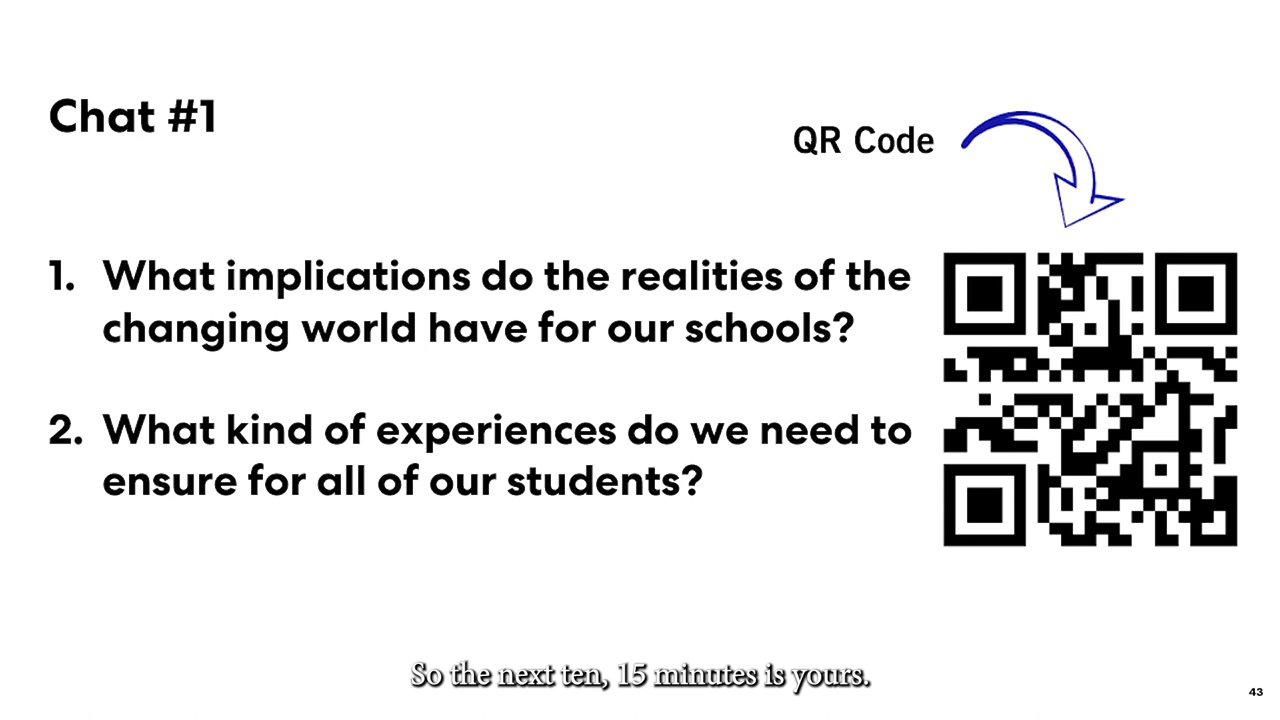 Chat #1
QR Code
1. What implications do the realities of the
changing world have for our schools?
2. What kind of experiences do we need to
ensure for all of our students?
So the next ten, 15 minutes is yours.
43